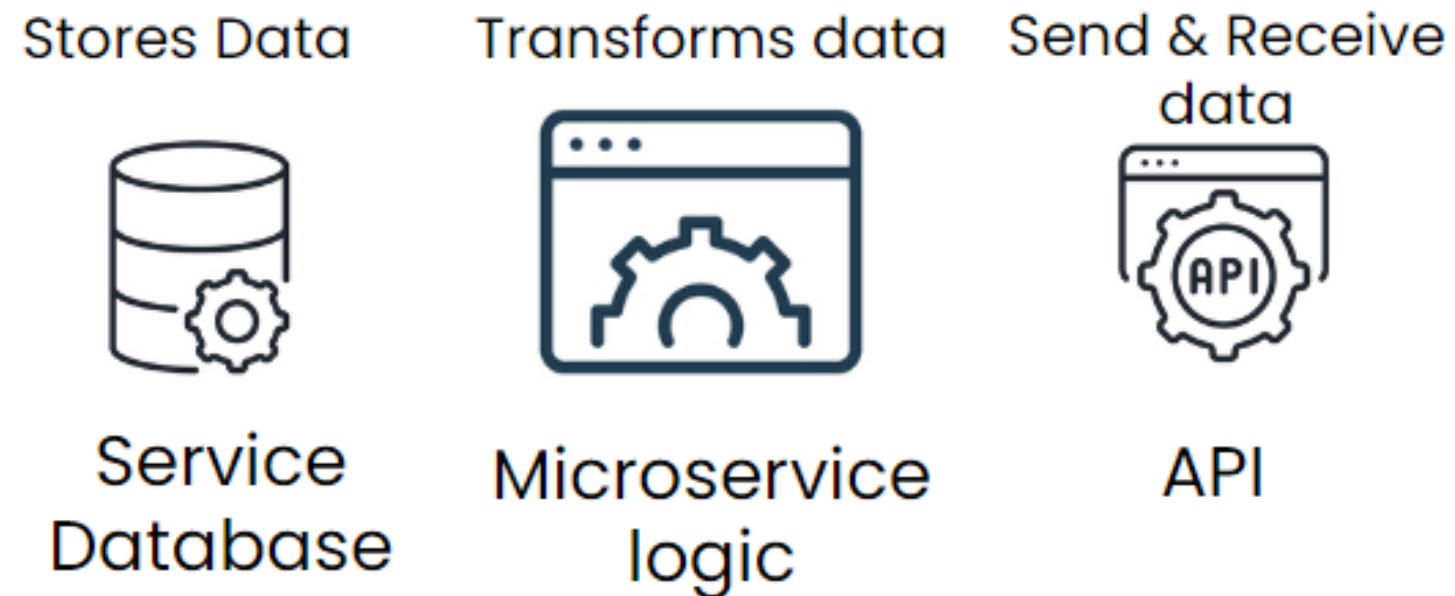 Stores Data
Transforms data
Send & Receive
data
API
Service
Database
Microservice
logic
API